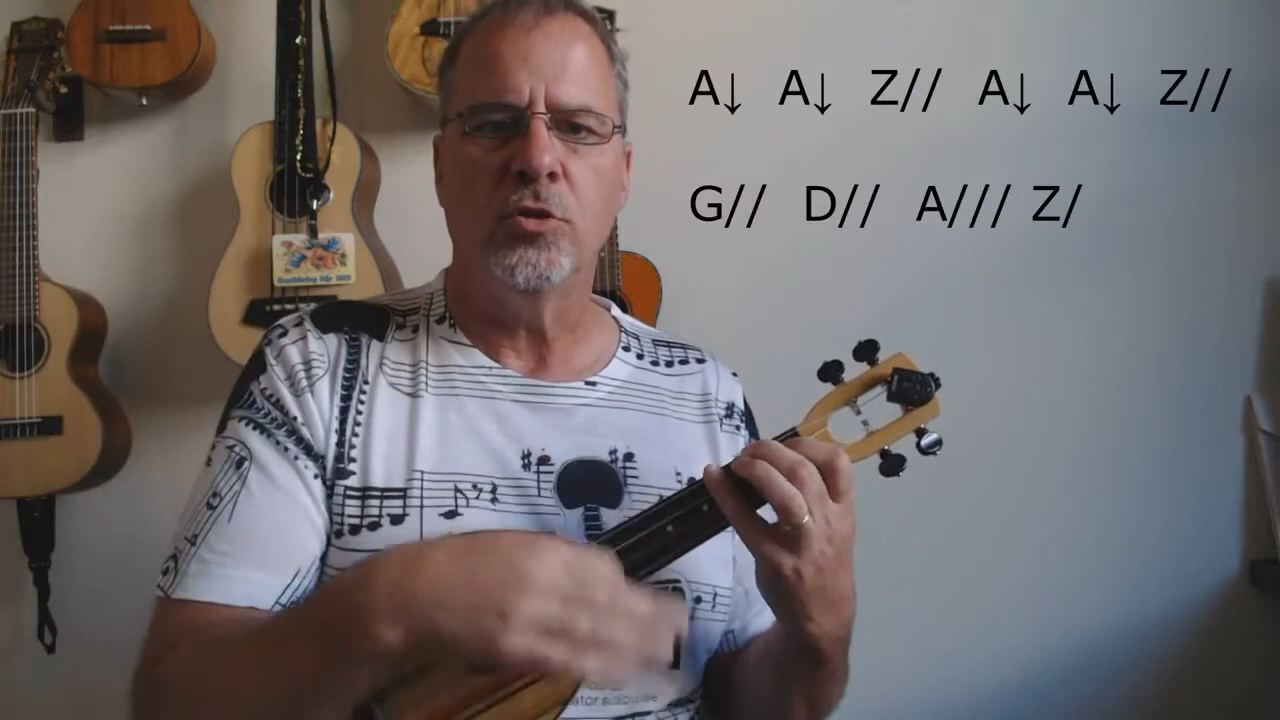 A↓ A↓ Z// A↓ A↓ Z//
G// D// A/// Z/